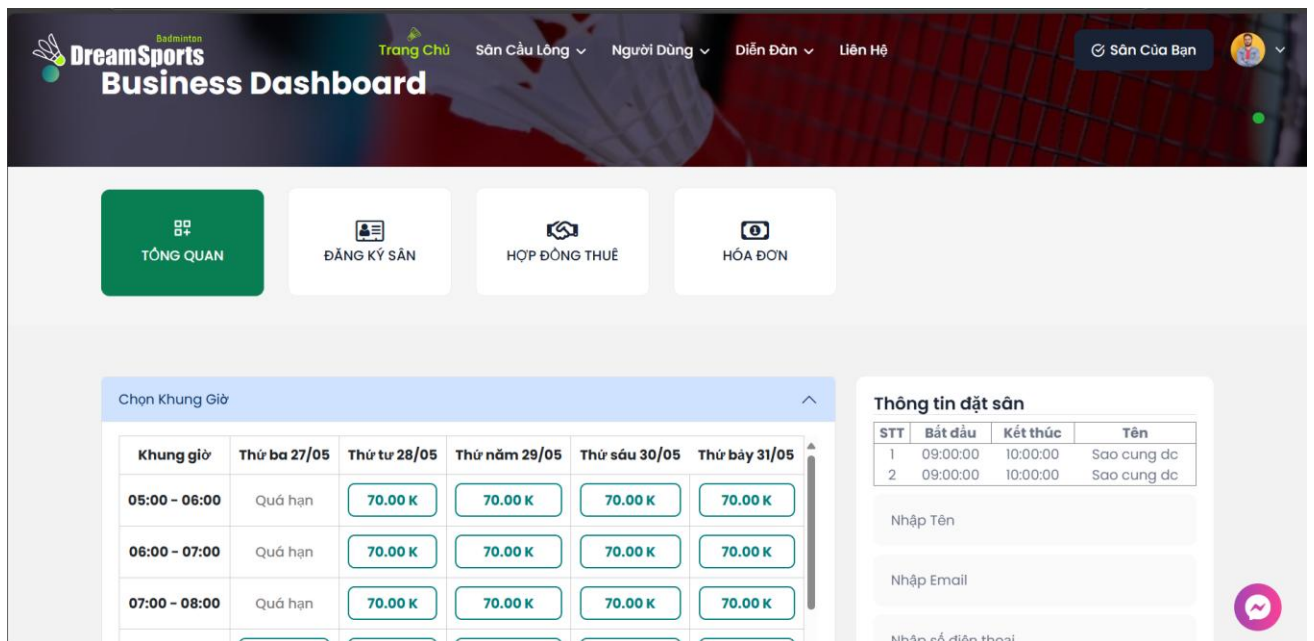 Badminton
DreamSports
Trang Chủ Sân Cầu Lông Người Dùng Diễn Đàn Liên Hệ Sân Của Bạn
Business Dashboard
TỔNG QUAN ĐĂNG KÝ SÂN HỢP ĐỒNG THUÊ HÓA ĐƠN
Chọn Khung Giờ
Khung giờ Thứ ba 27/05 Thứ tư 28/05 Thứ năm 29/05 Thứ sáu 30/05 Thứ bảy 31/05
05:00 - 06:00 Quá hạn 70.00 K 70.00 K 70.00 K 70.00 K
06:00 - 07:00 Quá hạn 70.00 K 70.00 K 70.00 K 70.00 K
07:00 - 08:00 Quá hạn 70.00 K 70.00 K 70.00 K 70.00 K
Thông tin đặt sân
STT Bắt đầu Kết thúc Tên
1 09:00:00 10:00:00 Sao cung dc
2 09:00:00 10:00:00 Sao cung dc
Nhập Tên
Nhập Email
Nhập số điện thoại